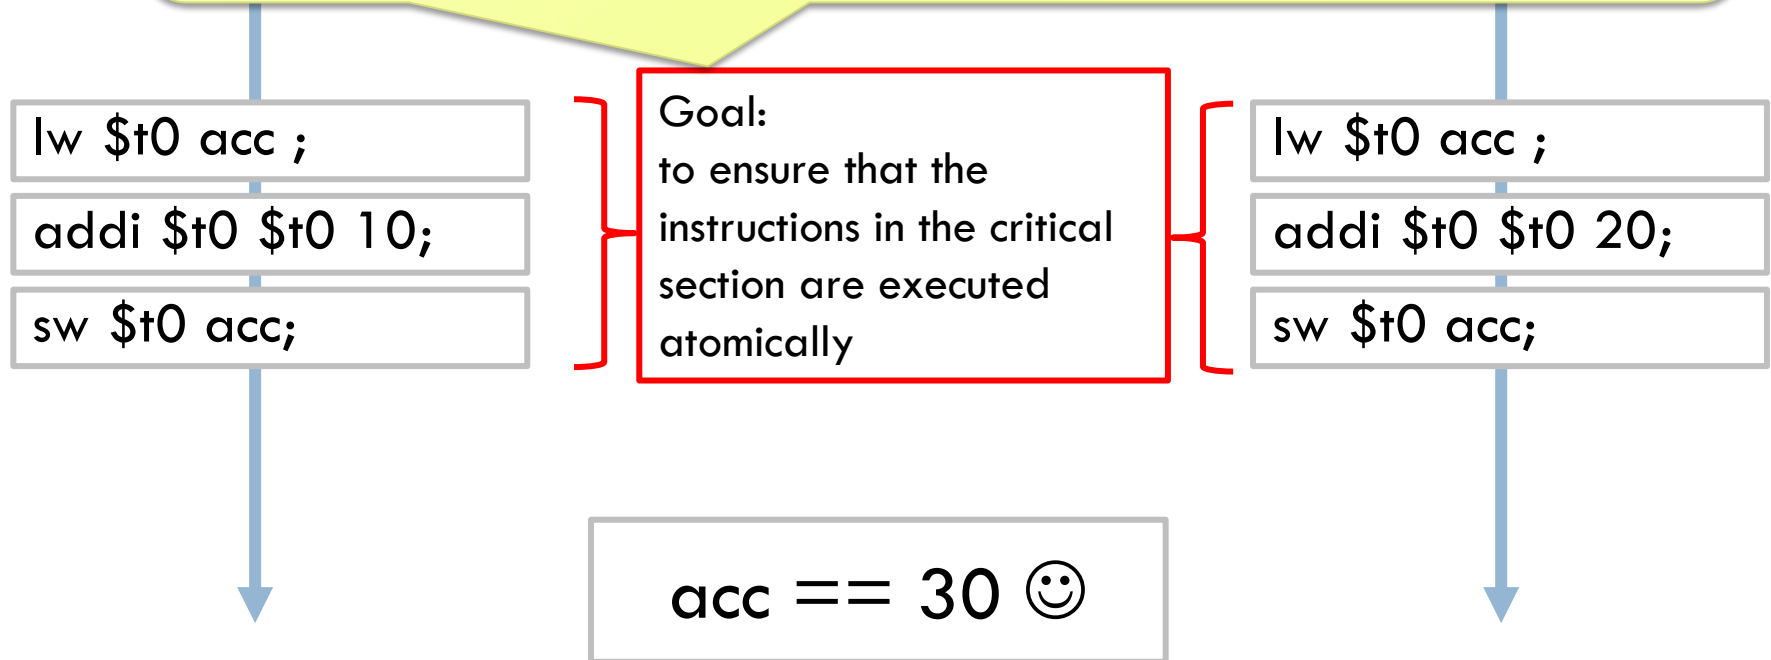 lw $t0 acc ;
addi $t0 $t0 10;
sw $t0 acc;
Goal:
to ensure that the
instructions in the critical
section are executed
atomically
lw $t0 acc ;
addi $t0 $t0 20;
sw $t0 acc;
acc == 30 ☺